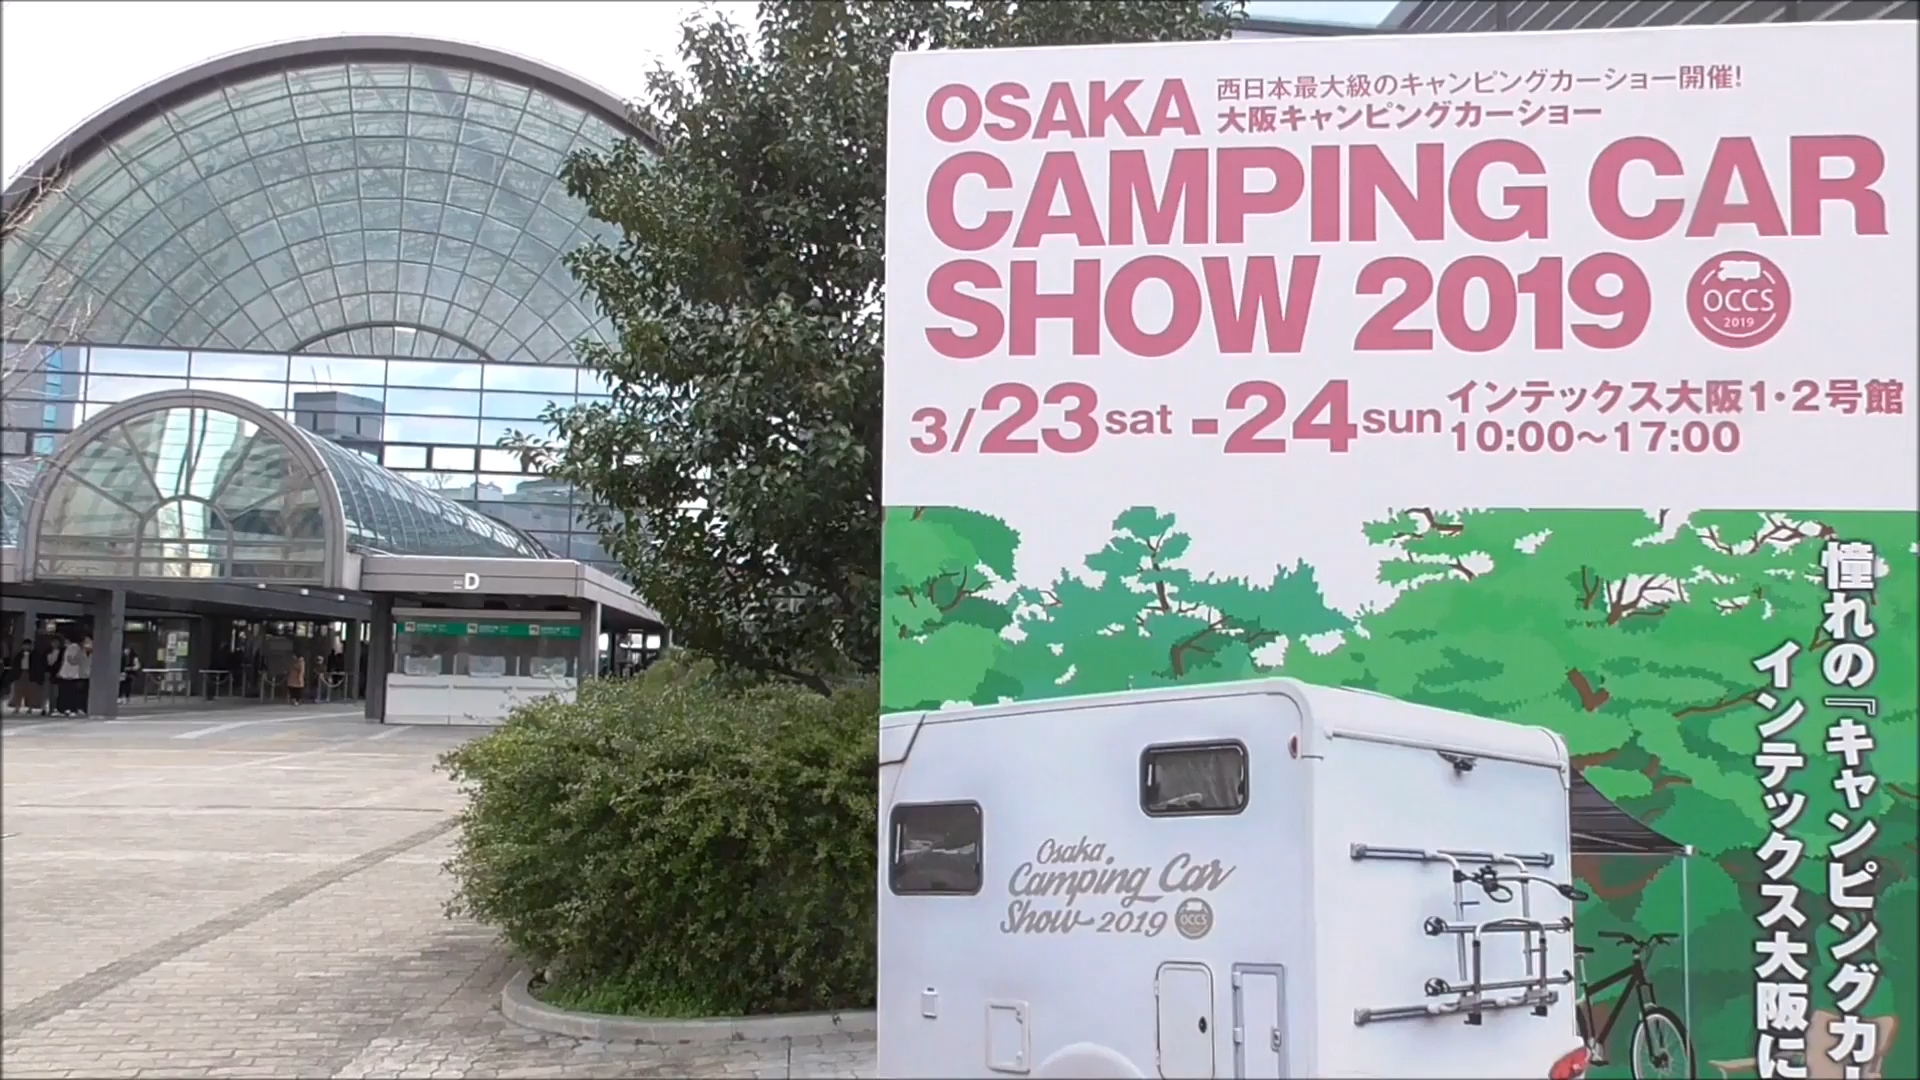 OSAKA
西日本最大級のキャンピングカーショー開催!
大阪キャンピングカーショー
CAMPING CAR
SHOW 2019
OCCS
2019
3/23sat -24sun
インテックス大阪1・2号館
10:00~17:00
憧れの『キャンピングカー
インテックス大阪に
Osaka
Camping Car
Show 2019
OCCS
D